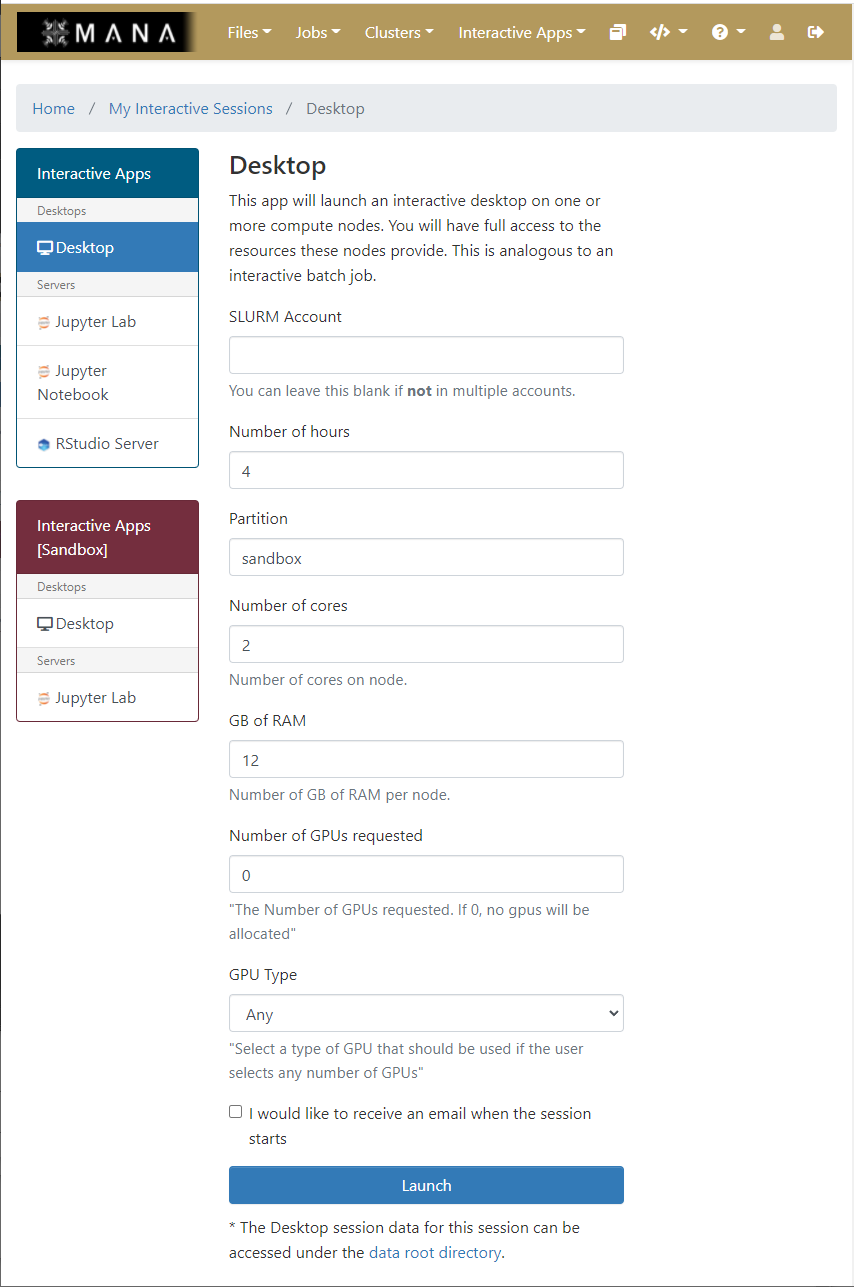 MANA
Files
Jobs
Clusters
Interactive Apps
Home / My Interactive Sessions / Desktop
Interactive Apps
Desktops
Desktop
Servers
Jupyter Lab
Jupyter
Notebook
RStudio Server
Interactive Apps
[Sandbox]
Desktops
Desktop
Servers
Jupyter Lab
Desktop
This app will launch an interactive desktop on one or
more compute nodes. You will have full access to the
resources these nodes provide. This is analogous to an
interactive batch job.
SLURM Account
You can leave this blank if not in multiple accounts.
Number of hours
4
Partition
sandbox
Number of cores
2
Number of cores on node.
GB of RAM
12
Number of GB of RAM per node.
Number of GPUs requested
0
"The Number of GPUs requested. If 0, no gpus will be
allocated"
GPU Type
Any
"Select a type of GPU that should be used if the user
selects any number of GPUs"
I would like to receive an email when the session
starts
Launch
* The Desktop session data for this session can be
accessed under the data root directory.